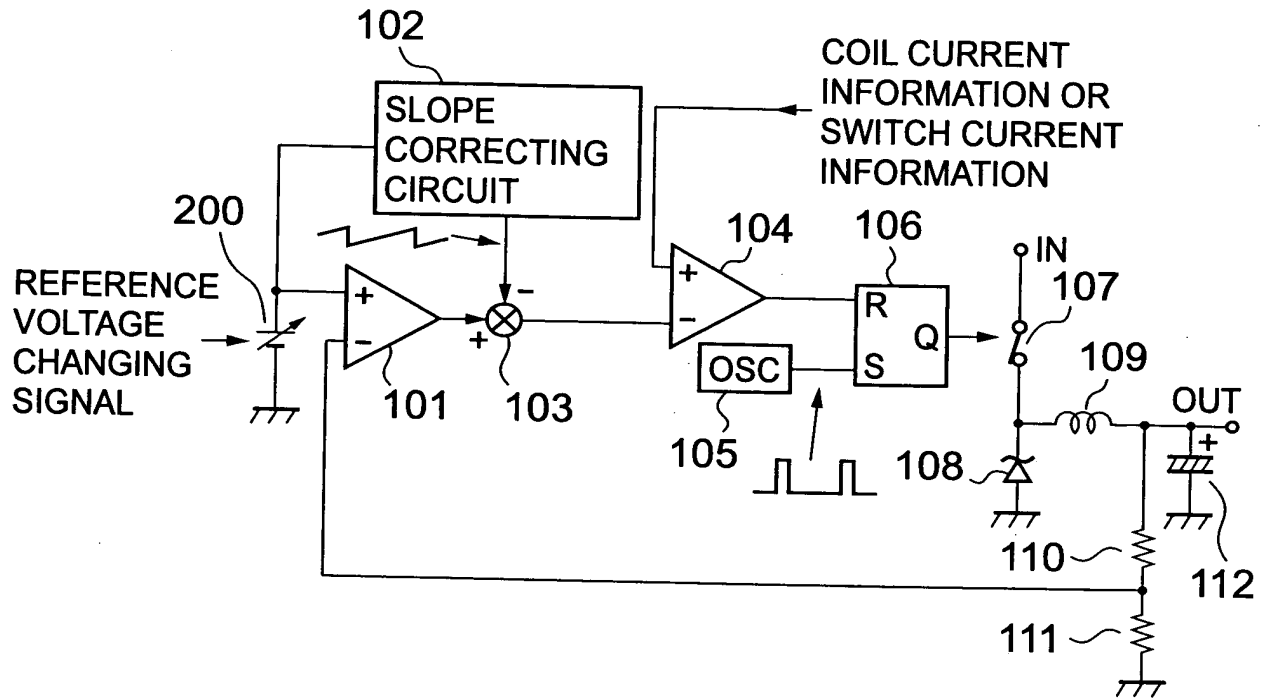 102
COIL CURRENT
INFORMATION OR
SWITCH CURRENT
INFORMATION
SLOPE
CORRECTING
CIRCUIT
200
104
106
IN
REFERENCE
VOLTAGE
CHANGING
SIGNAL
+
-
101
-
+
103
+
-
R
S
Q
107
OSC
105
109
OUT
+
108
110
112
111